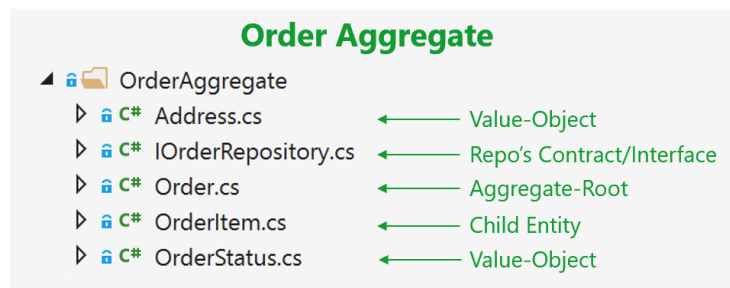 Order Aggregate
OrderAggregate
C# Address.cs Value-Object
C# IOrderRepository.cs Repo's Contract/Interface
C# Order.cs Aggregate-Root
C# OrderItem.cs Child Entity
C# OrderStatus.cs Value-Object